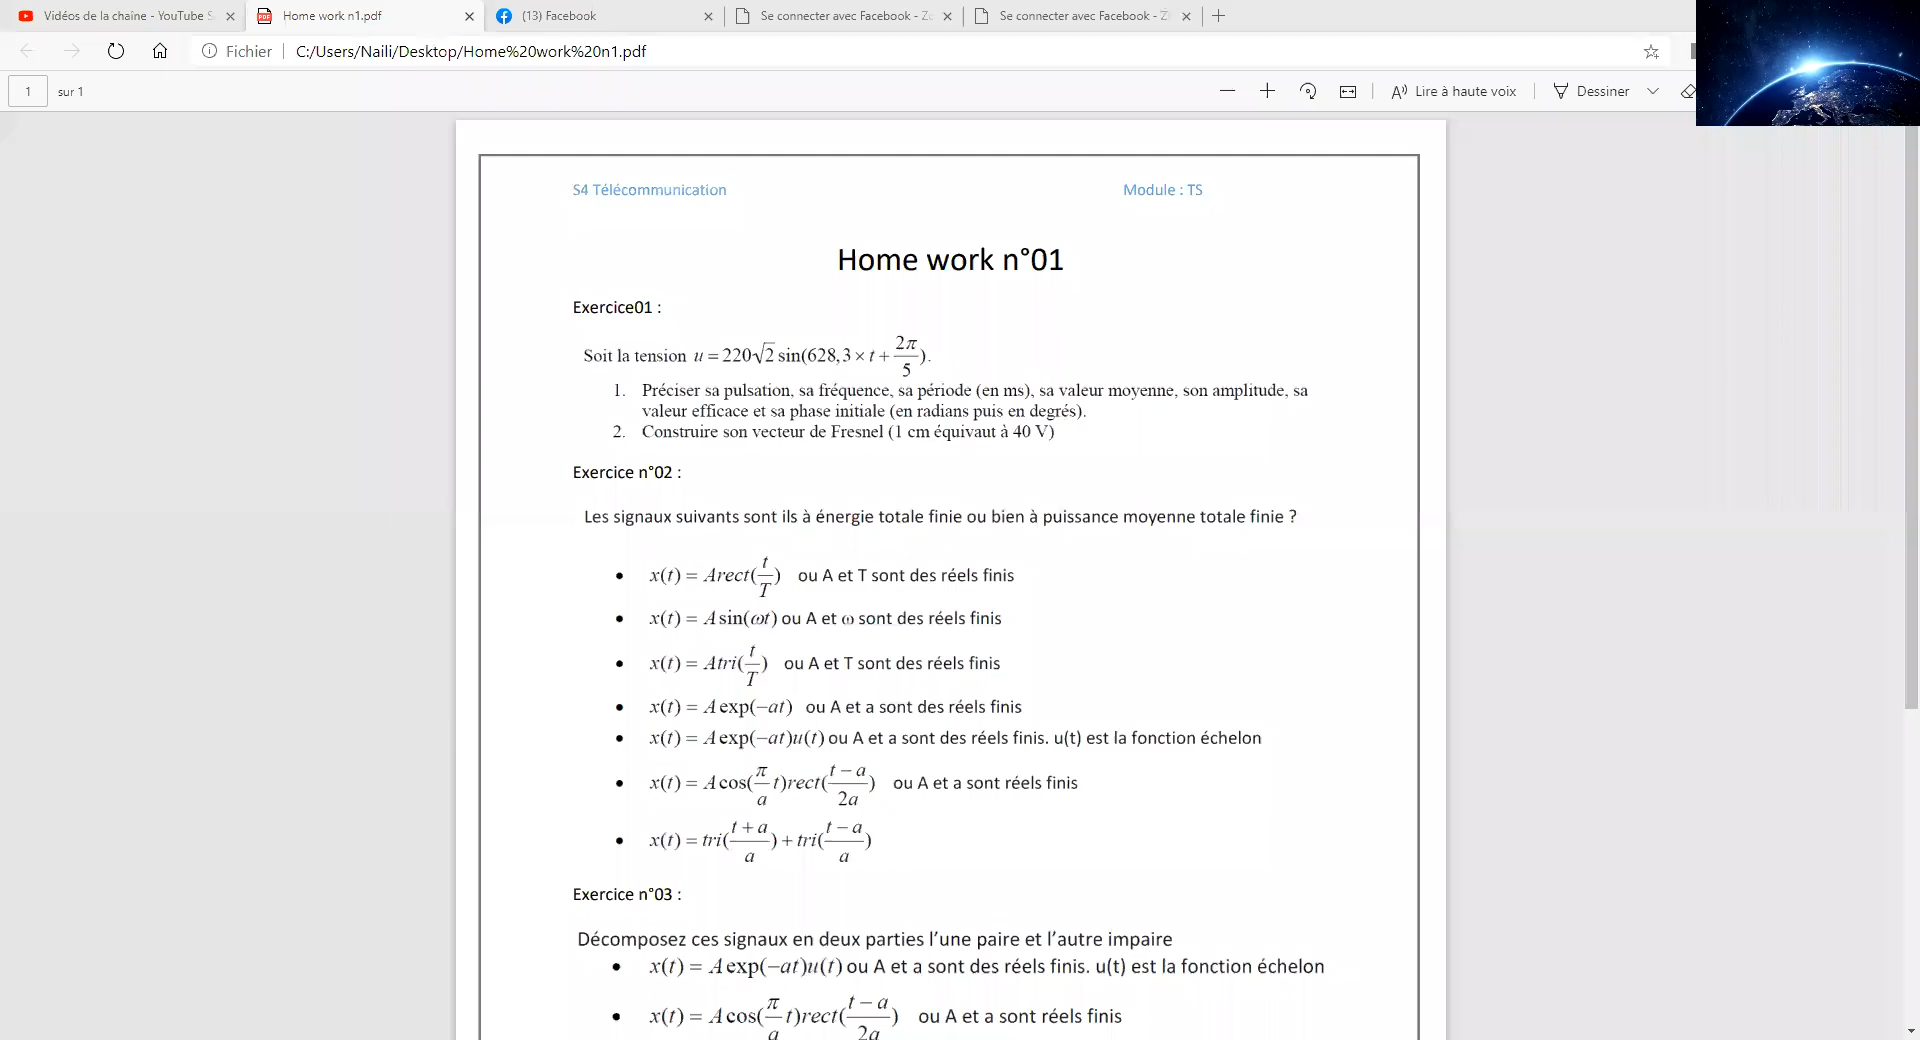 Vidéos de la chaîne - YouTube S
Home work n1.pdf
(13) Facebook
Se connecter avec Facebook - Zo
Se connecter avec Facebook - Z
Fichier
C:/Users/Naili/Desktop/Home%20work%20n1.pdf
1 sur 1
Lire à haute voix
Dessiner
S4 Télécommunication
Module : TS
Home work n°01
Exercice01 :
Soit la tension u = 220√2 sin(628,3 × t + 2π/5).
1. Préciser sa pulsation, sa fréquence, sa période (en ms), sa valeur moyenne, son amplitude, sa
valeur efficace et sa phase initiale (en radians puis en degrés).
2. Construire son vecteur de Fresnel (1 cm équivaut à 40 V)
Exercice n°02 :
Les signaux suivants sont ils à énergie totale finie ou bien à puissance moyenne totale finie ?
• x(t) = Arect(t/T) ou A et T sont des réels finis
• x(t) = A sin(ωt) ou A et ω sont des réels finis
• x(t) = Atri(t/T) ou A et T sont des réels finis
• x(t) = A exp(−at) ou A et a sont des réels finis
• x(t) = A exp(−at)u(t) ou A et a sont des réels finis. u(t) est la fonction échelon
• x(t) = A cos(π/a t)rect(t − a/2a) ou A et a sont réels finis
• x(t) = tri(t + a/a) + tri(t − a/a)
Exercice n°03 :
Décomposez ces signaux en deux parties l’une paire et l’autre impaire
• x(t) = A exp(−at)u(t) ou A et a sont des réels finis. u(t) est la fonction échelon
• x(t) = A cos(π/a t)rect(t − a/2a) ou A et a sont réels finis